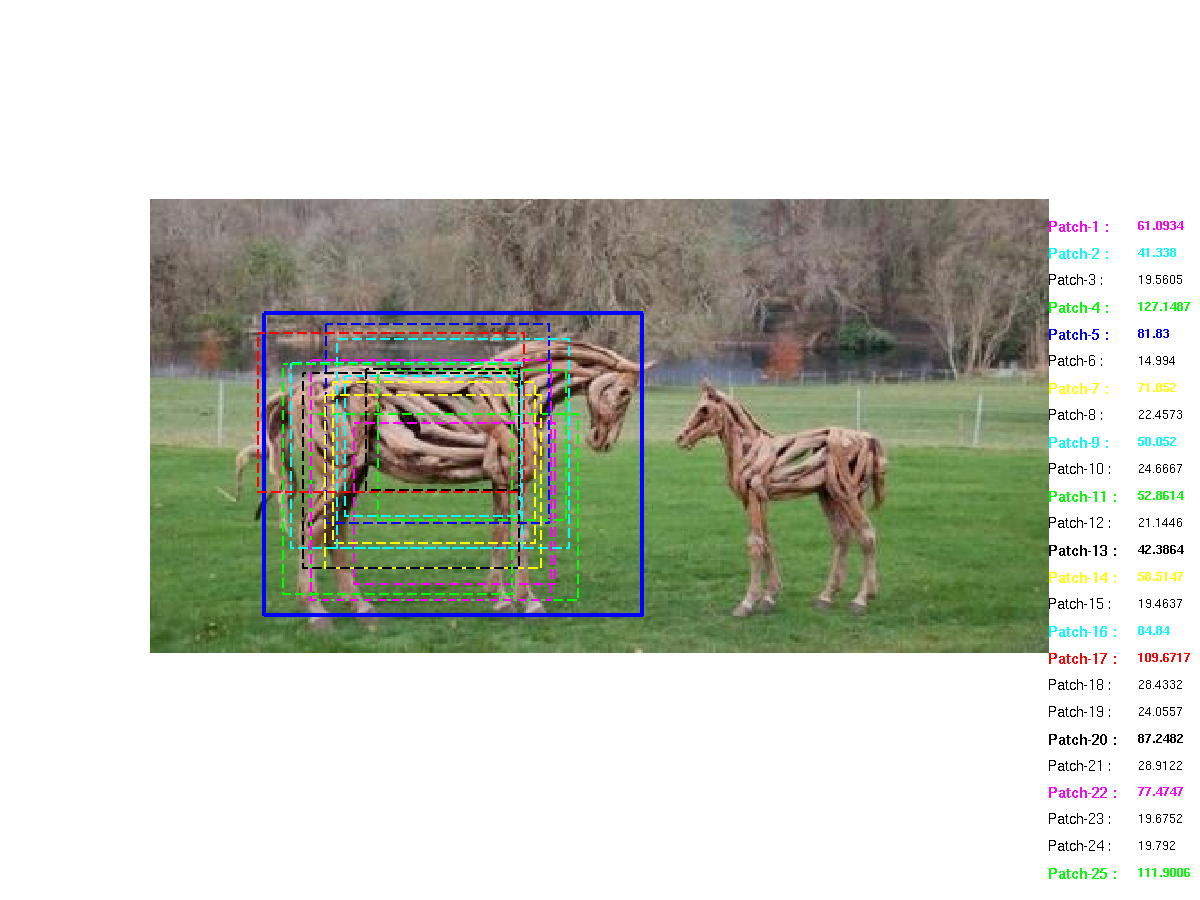 Patch-1 : 61.0934
Patch-2 : 41.336
Patch-3 : 19.5605
Patch-4 : 127.1487
Patch-5 : 81.83
Patch-6 : 14.994
Patch-7 : 71.852
Patch-8 : 22.4573
Patch-9 : 50.052
Patch-10 : 24.6667
Patch-11 : 52.8614
Patch-12 : 21.1446
Patch-13 : 42.3864
Patch-14 : 50.5147
Patch-15 : 19.4637
Patch-16 : 84.84
Patch-17 : 109.6717
Patch-18 : 28.4332
Patch-19 : 24.0557
Patch-20 : 87.2482
Patch-21 : 28.9122
Patch-22 : 77.4747
Patch-23 : 19.6752
Patch-24 : 19.792
Patch-25 : 111.9006